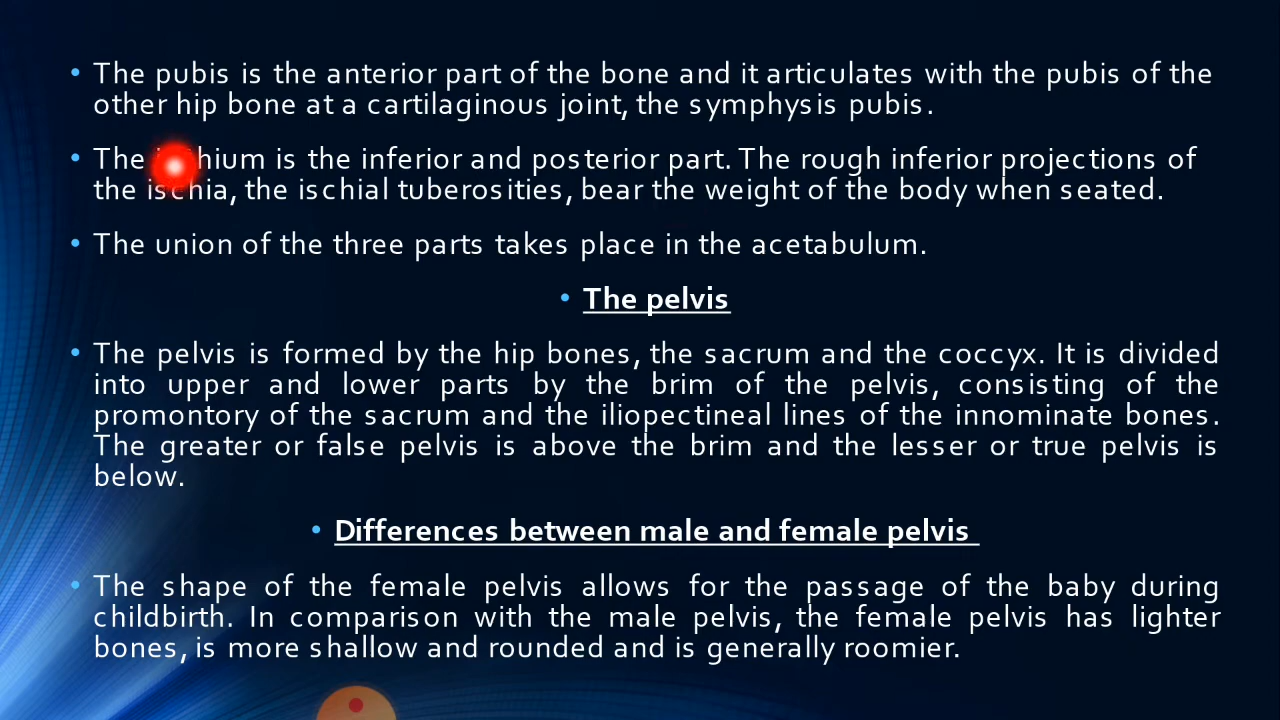 • The pubis is the anterior part of the bone and it articulates with the pubis of the
other hip bone at a cartilaginous joint, the symphysis pubis.
• The ischium is the inferior and posterior part. The rough inferior projections of
the ischia, the ischial tuberosities, bear the weight of the body when seated.
• The union of the three parts takes place in the acetabulum.
• The pelvis
• The pelvis is formed by the hip bones, the sacrum and the coccyx. It is divided
into upper and lower parts by the brim of the pelvis, consisting of the
promontory of the sacrum and the iliopectineal lines of the innominate bones.
The greater or false pelvis is above the brim and the lesser or true pelvis is
below.
• Differences between male and female pelvis
• The shape of the female pelvis allows for the passage of the baby during
childbirth. In comparison with the male pelvis, the female pelvis has lighter
bones, is more shallow and rounded and is generally roomier.